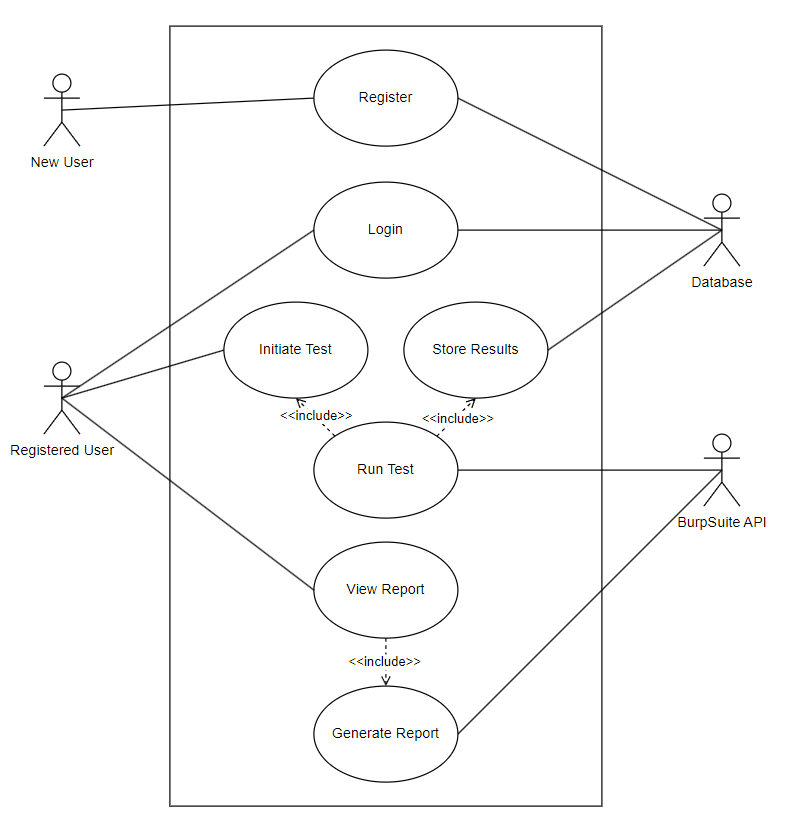 Register
New User
Login
Database
Initiate Test
Store Results
<<include>>
<<include>>
Registered User
Run Test
BurpSuite API
View Report
<<include>>
Generate Report